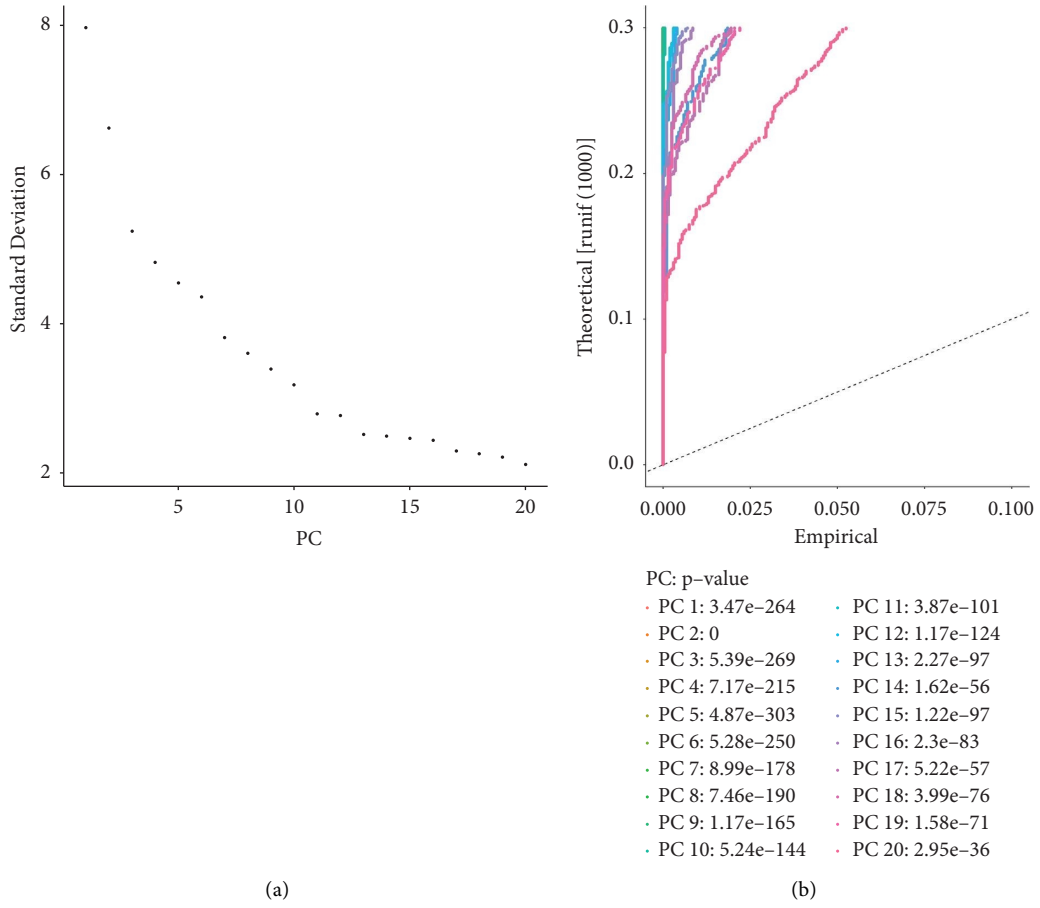 8
6
4
2
Standard Deviation
5
10
15
20
PC
(a)
0.3
0.2
0.1
0.0
Theoretical [runif (1000)]
0.000
0.025
0.050
0.075
0.100
Empirical
PC: p–value
PC 1: 3.47e–264
PC 2: 0
PC 3: 5.39e–269
PC 4: 7.17e–215
PC 5: 4.87e–303
PC 6: 5.28e–250
PC 7: 8.99e–178
PC 8: 7.46e–190
PC 9: 1.17e–165
PC 10: 5.24e–144
PC 11: 3.87e–101
PC 12: 1.17e–124
PC 13: 2.27e–97
PC 14: 1.62e–56
PC 15: 1.22e–97
PC 16: 2.3e–83
PC 17: 5.22e–57
PC 18: 3.99e–76
PC 19: 1.58e–71
PC 20: 2.95e–36
(b)